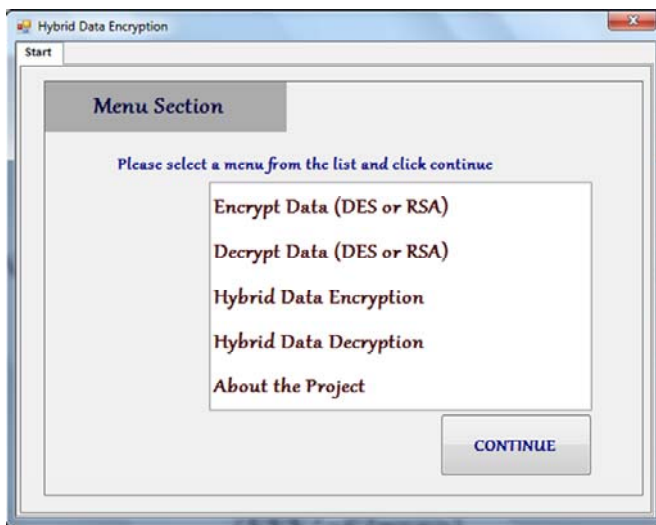 Hybrid Data Encryption
Start
Menu Section
Please select a menu from the list and click continue
Encrypt Data (DES or RSA)
Decrypt Data (DES or RSA)
Hybrid Data Encryption
Hybrid Data Decryption
About the Project
CONTINUE